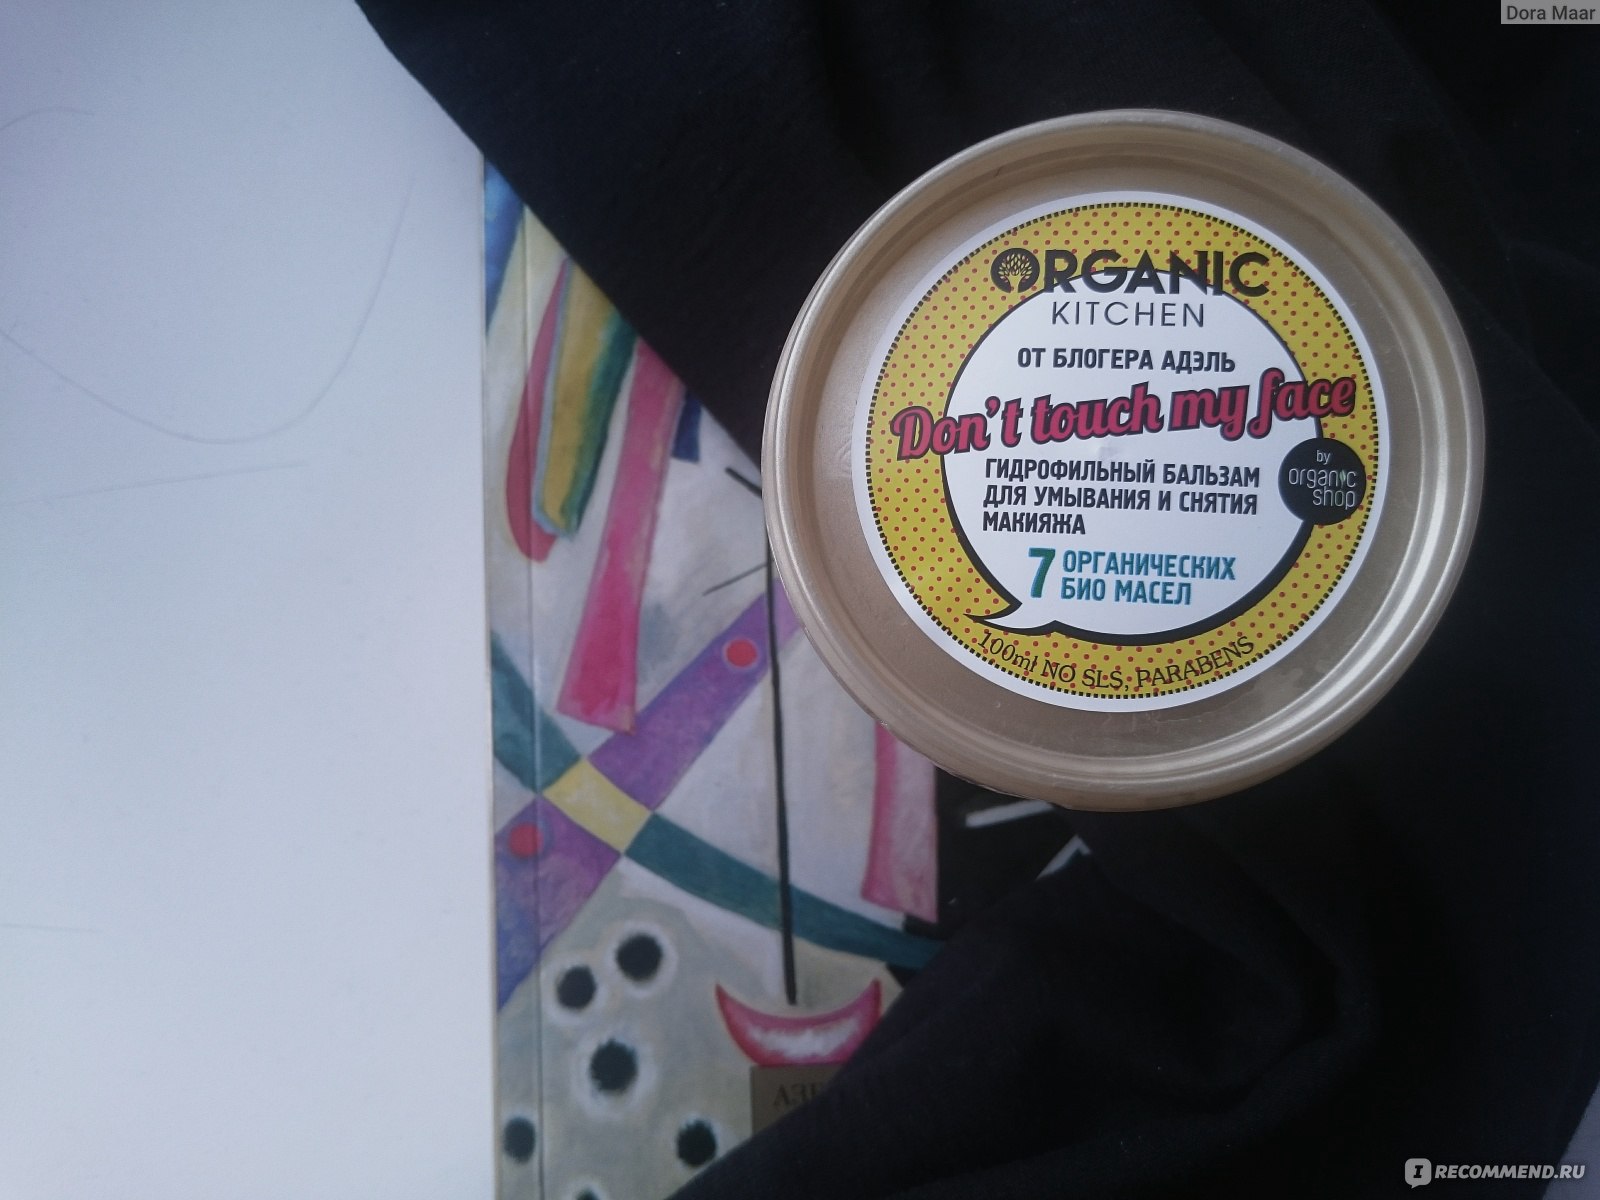 Dora Maar
ORGANIC
KITCHEN
ОТ БЛОГЕРА АДЭЛЬ
Don't touch my face
ГИДРОФИЛЬНЫЙ БАЛЬЗАМ
ДЛЯ УМЫВАНИЯ И СНЯТИЯ
МАКИЯЖА
by
organic
shop
7 ОРГАНИЧЕСКИХ
БИО МАСЕЛ
100ml NO SLS, PARABENS
IRECOMMEND.RU